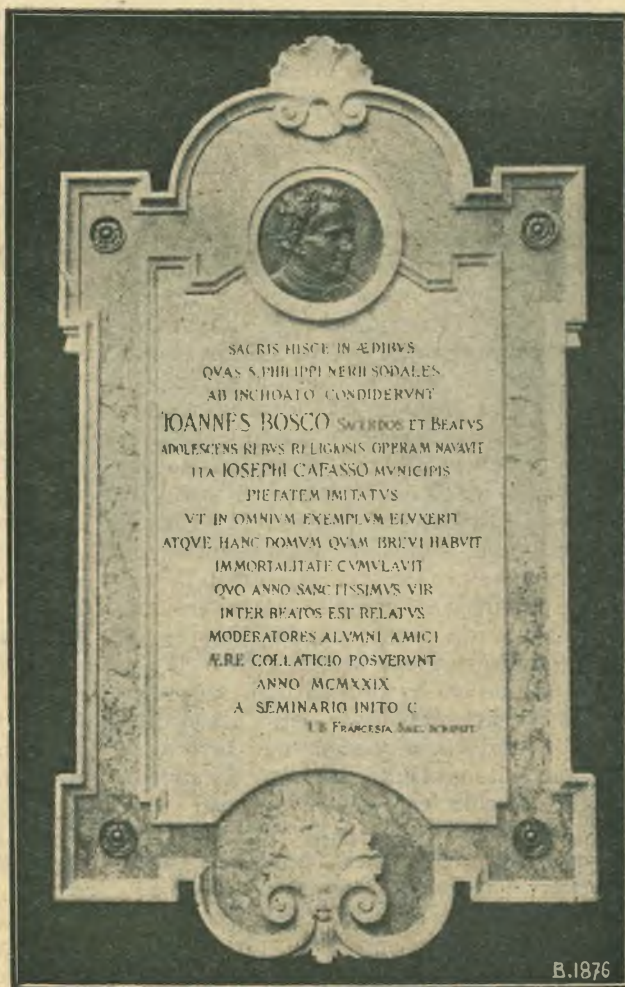 SACRIS HISCE IN ÆDIBVS
QVAS S. PHILIPPI NERII SODALES
AB INCHOATO CONDIDERVNT
IOANNES BOSCO ET BEATVS
ADOLESCENS REBVS RELIGIOSIS OPERAM NAVAVIT
ITA IOSEPHI CAFASSO MVNICIPIS
PIETATEM IMITATVS
VT IN OMNIVM EXEMPLVM ELVXERIT
ATQVE HANC DOMVM QVAM BREVI HABVIT
IMMORTALITATE CVMVLAVIT
QVO ANNO SANCTISSIMVS VIR
INTER BEATOS EST RELATVS
MODERATORES ALVMNI AMICI
ÆRE COLLATICIO POSVERVNT
ANNO MCMXXIX
A SEMINARIO INITO C
FRANCESIA
B.1876